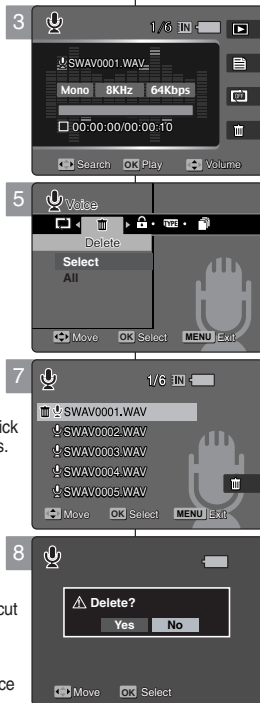 3
1/6 IN
SWAV0001.WAV
Mono 8KHz 64Kbps
OFF
00:00:00/00:00:10
Search OK Play Volume
5
Voice
TYPE
Delete
Select
All
Move OK Select MENU Exit
7
1/6 IN
SWAV0001.WAV
ick
SWAV0002.WAV
s.
SWAV0003.WAV
SWAV0004.WAV
SWAV0005.WAV
Move OK Select MENU Exit
8
cut
Delete?
Yes No
ce
Move OK Select